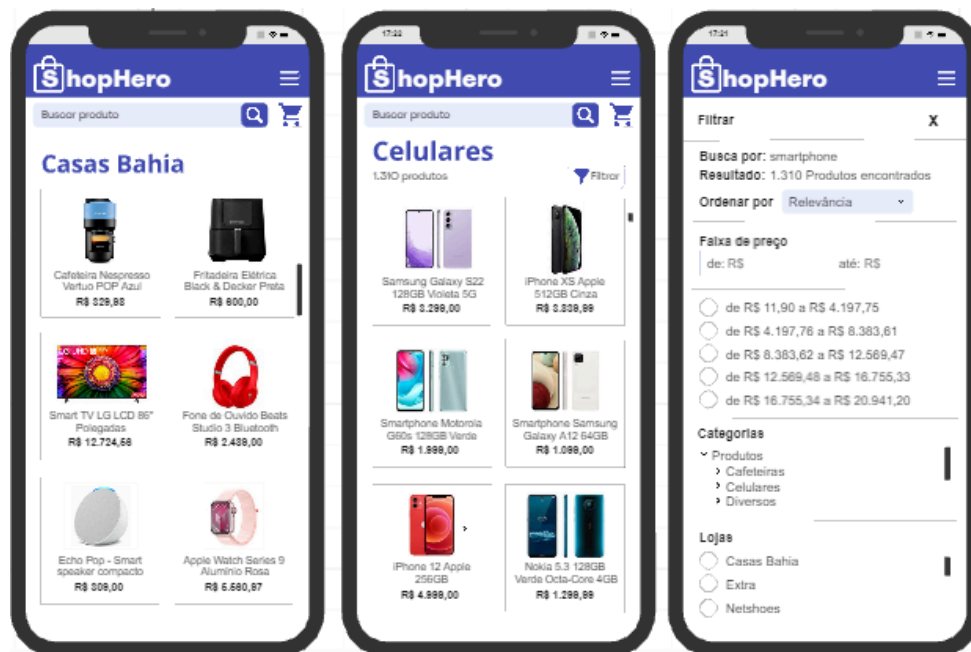 ShopHero
Buscar produto
Casas Bahia
Cafeteira Nespresso
Vertuo POP Azul
R$ 329,98
Fritadeira Elétrica
Black & Decker Preta
R$ 600,00
Smart TV LG LCD 86"
Polegadas
R$ 12.724,56
Fone de Ouvido Beats
Studio 3 Bluetooth
R$ 2.439,00
Echo Pop - Smart
speaker compacto
R$ 309,00
Apple Watch Series 9
Alumínio Rosa
R$ 5.580,97
17:22
ShopHero
Buscar produto
Celulares
1.310 produtos
Filtrar
Samsung Galaxy S22
128GB Violeta 5G
R$ 3.299,00
iPhone XS Apple
512GB Cinza
R$ 3.339,99
Smartphone Motorola
G60s 128GB Verde
R$ 1.999,00
Smartphone Samsung
Galaxy A12 64GB
R$ 1.099,00
iPhone 12 Apple
256GB
R$ 4.999,00
Nokia 5.3 128GB
Verde Octa-Core 4GB
R$ 1.299,99
17:21
ShopHero
Filtrar X
Busca por: smartphone
Resultado: 1.310 Produtos encontrados
Ordenar por Relevância
Faixa de preço
de: R$ até: R$
de R$ 11,90 a R$ 4.197,75
de R$ 4.197,76 a R$ 8.383,61
de R$ 8.383,62 a R$ 12.569,47
de R$ 12.569,48 a R$ 16.755,33
de R$ 16.755,34 a R$ 20.941,20
Categorias
Produtos
Cafeteiras
Celulares
Diversos
Lojas
Casas Bahia
Extra
Netshoes